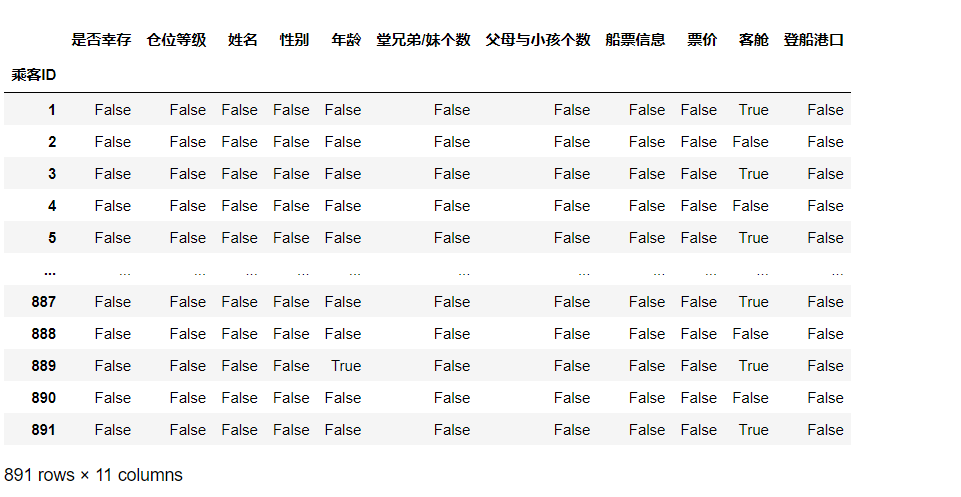 是否幸存 仓位等级 姓名 性别 年龄 堂兄弟/妹个数 父母与小孩个数 船票信息 票价 客舱 登船港口
乘客ID
1 False False False False False False False False False True False
2 False False False False False False False False False False False
3 False False False False False False False False False True False
4 False False False False False False False False False False False
5 False False False False False False False False False True False
... ... ... ... ... ... ... ... ... ... ... ...
887 False False False False False False False False False True False
888 False False False False False False False False False False False
889 False False False False True False False False False True False
890 False False False False False False False False False False False
891 False False False False False False False False False True False
891 rows × 11 columns